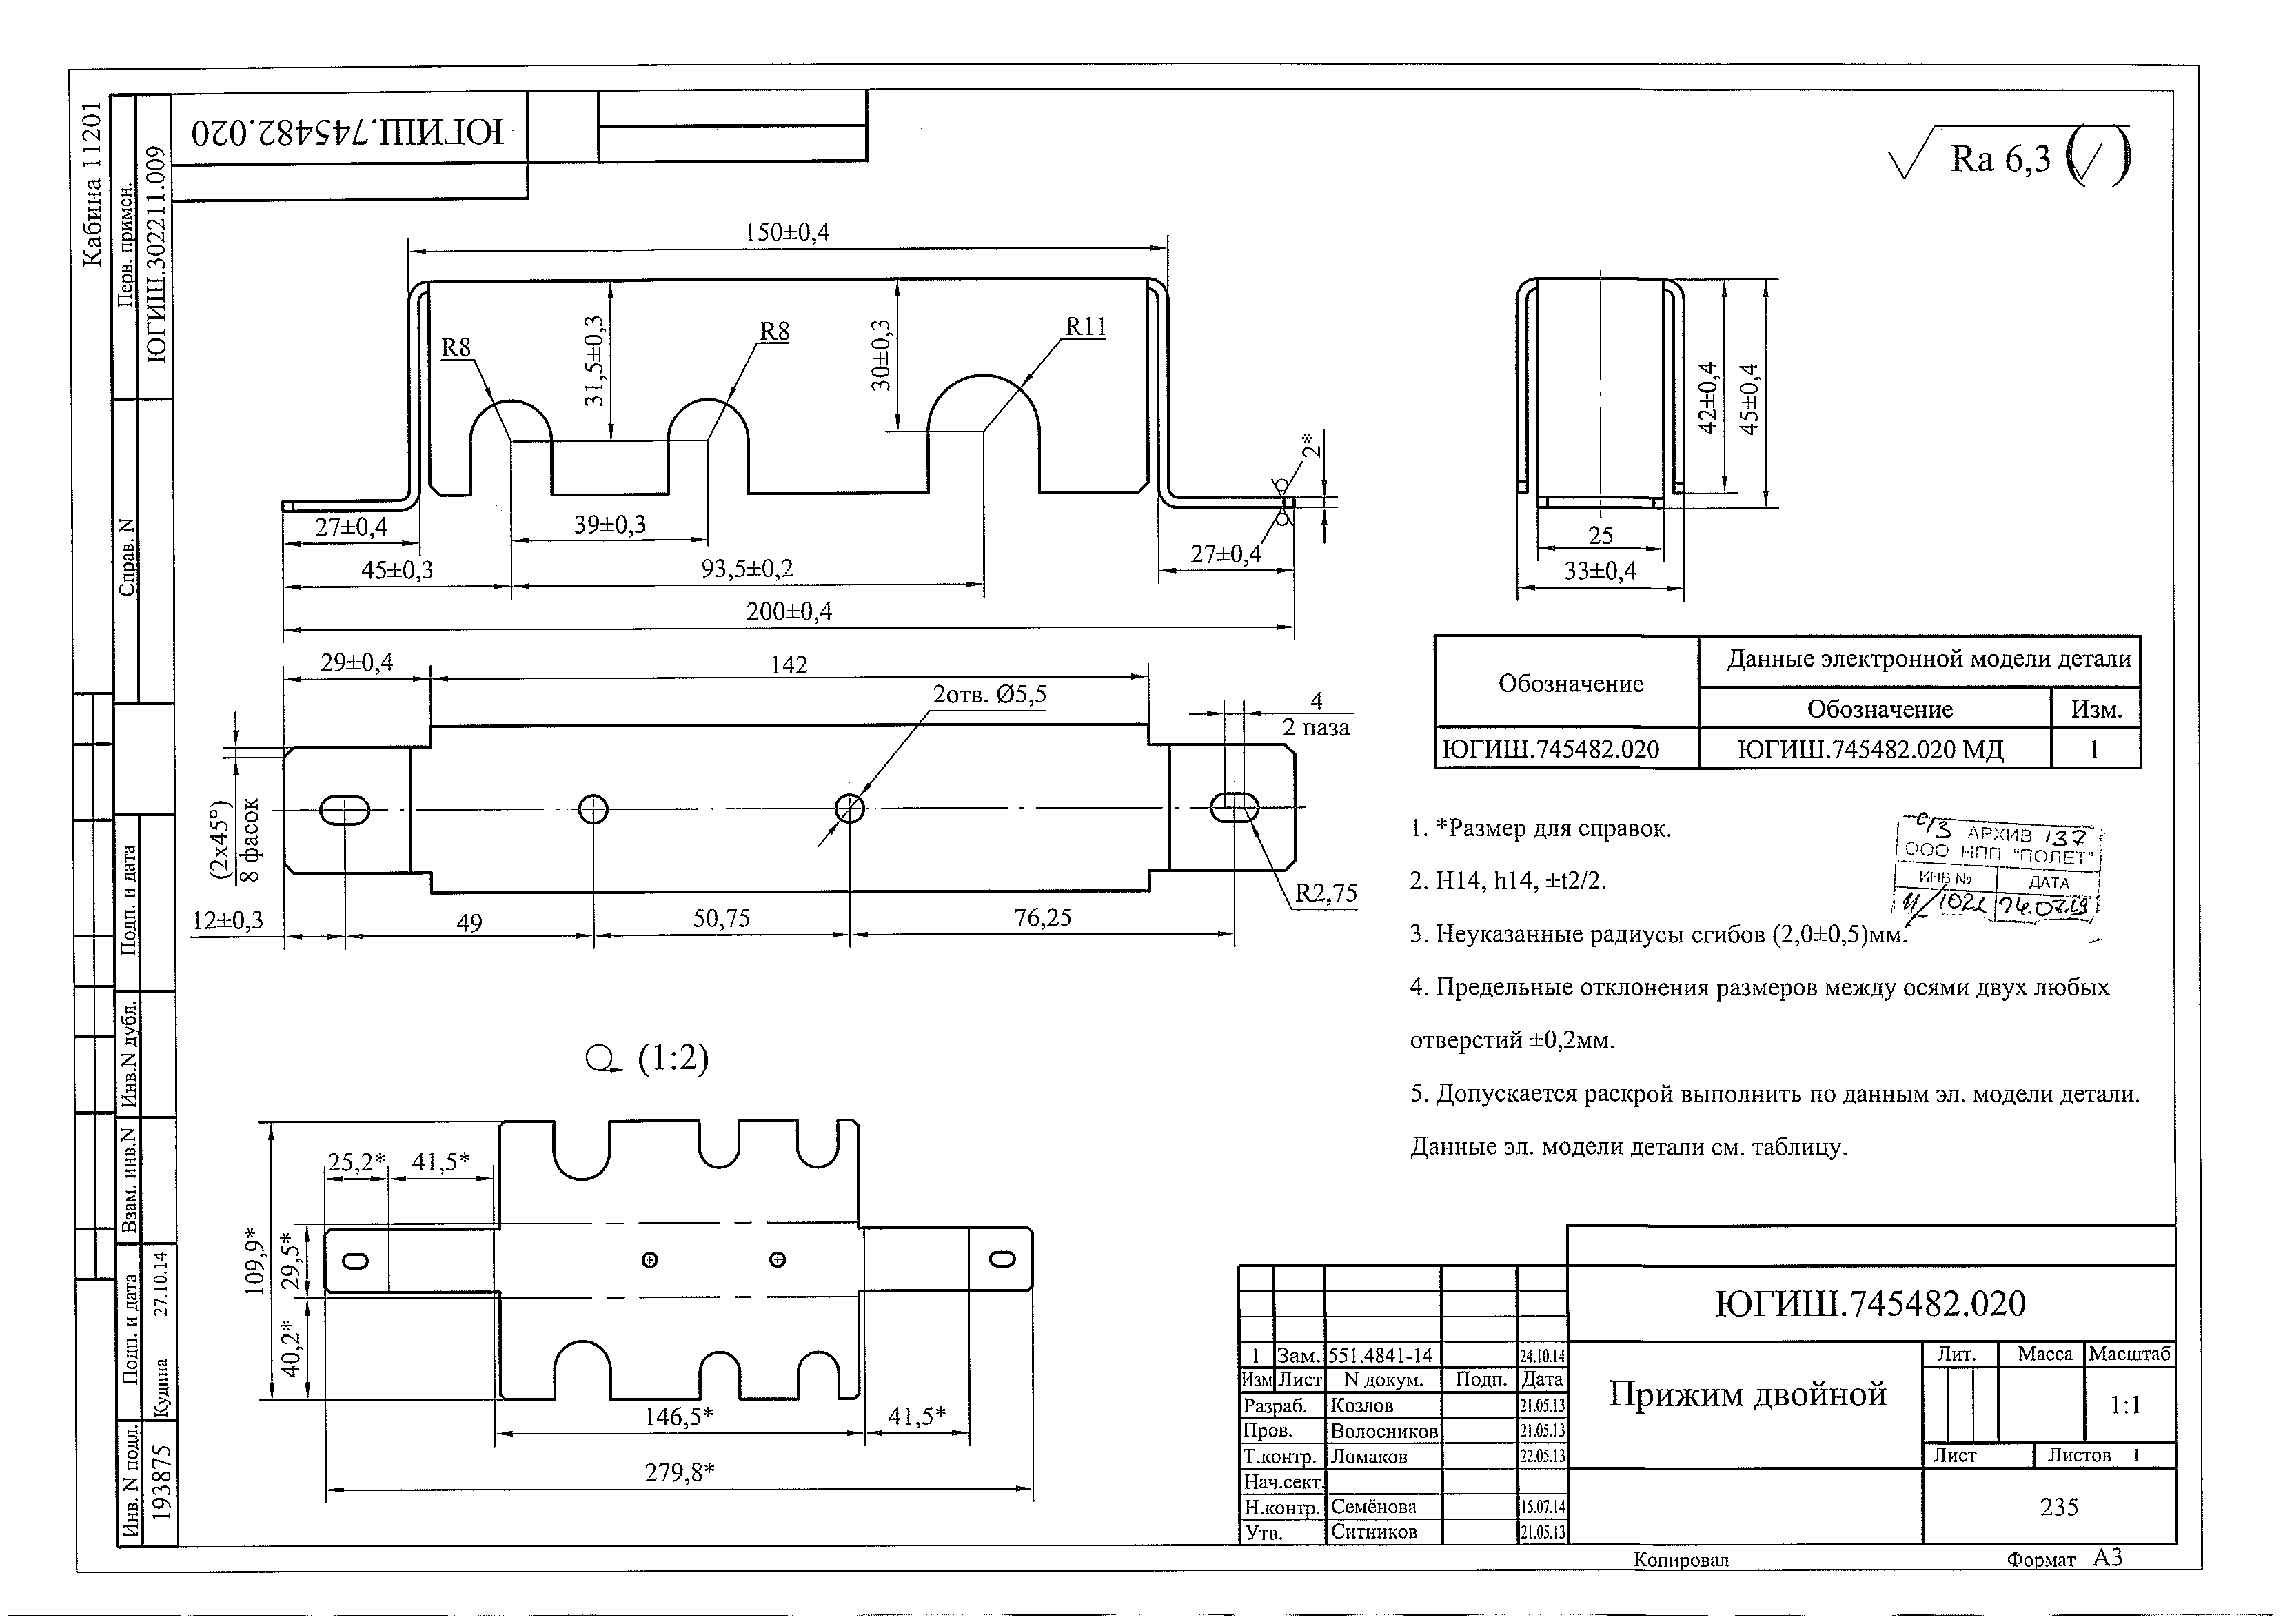 Кабина 11201
Перв. примен.
ЮГИШ.302211.009
ЮГИШ.745482.020
Справ. N
Подп. и дата
Инв.N дубл.
Взам. инв.N
Подп. и дата
Кудина 27.10.14
Инв. N подл.
193875
Ra 6,3
150±0,4
R8
31,5±0,3
R8
30±0,3
R11
2*
27±0,4
39±0,3
27±0,4
45±0,3
93,5±0,2
200±0,4
42±0,4
45±0,4
25
33±0,4
29±0,4
142
2отв. Ø5,5
4
2 паза
(2x45°)
8 фасок
R2,75
12±0,3
49
50,75
76,25
Обозначение
Данные электронной модели детали
Обозначение
Изм.
ЮГИШ.745482.020
ЮГИШ.745482.020 МД
1
1. *Размер для справок.
2. H14, h14, ±t2/2.
3. Неуказанные радиусы сгибов (2,0±0,5)мм.
4. Предельные отклонения размеров между осями двух любых
отверстий ±0,2мм.
5. Допускается раскрой выполнить по данным эл. модели детали.
Данные эл. модели детали см. таблицу.
АРХИВ 137
ООО НПП "ПОЛЕТ"
ИНВ № ДАТА
(1:2)
25,2*
41,5*
109,9*
29,5*
40,2*
146,5*
41,5*
279,8*
ЮГИШ.745482.020
1 Зам. 551.4841-14 24.10.14
Изм Лист N докум. Подп. Дата
Разраб. Козлов 21.05.13
Пров. Волосников 21.05.13
Т.контр. Ломаков 22.05.13
Нач.сект.
Н.контр. Семёнова 15.07.14
Утв. Ситников 21.05.13
Прижим двойной
Лит. Масса Масштаб
1:1
Лист Листов 1
235
Копировал Формат А3